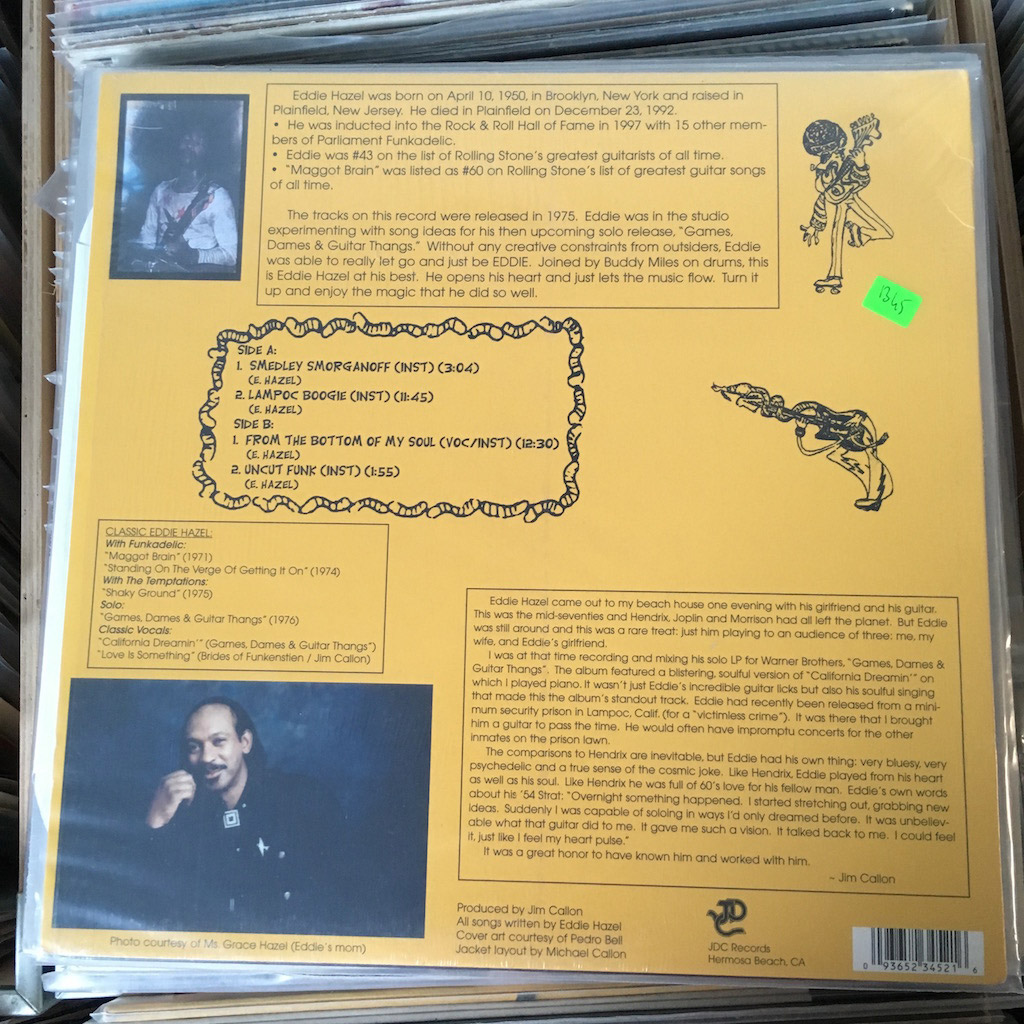 Eddie Hazel was born on April 10, 1950, in Brooklyn, New York and raised in
Plainfield, New Jersey. He died in Plainfield on December 23, 1992.
• He was inducted into the Rock & Roll Hall of Fame in 1997 with 15 other mem-
bers of Parliament Funkadelic.
• Eddie was #43 on the list of Rolling Stone's greatest guitarists of all time.
• "Maggot Brain" was listed as #60 on Rolling Stone's list of greatest guitar songs
of all time.
The tracks on this record were released in 1975. Eddie was in the studio
experimenting with song ideas for his then upcoming solo release, "Games,
Dames & Guitar Thangs." Without any creative constraints from outsiders, Eddie
was able to really let go and just be EDDIE. Joined by Buddy Miles on drums, this
is Eddie Hazel at his best. He opens his heart and just lets the music flow. Turn it
up and enjoy the magic that he did so well.
1345
SIDE A:
1. SMEDLEY SMORGANOFF (INST) (3:04)
(E. HAZEL)
2. LAMPOC BOOGIE (INST) (11:45)
(E. HAZEL)
SIDE B:
1. FROM THE BOTTOM OF MY SOUL (VOC/INST) (12:30)
(E. HAZEL)
2. UNCUT FUNK (INST) (1:55)
(E. HAZEL)
CLASSIC EDDIE HAZEL:
With Funkadelic:
"Maggot Brain" (1971)
"Standing On The Verge Of Getting It On" (1974)
With The Temptations:
"Shaky Ground" (1975)
Solo:
"Games, Dames & Guitar Thangs" (1976)
Classic Vocals:
"California Dreamin'" (Games, Dames & Guitar Thangs")
"Love Is Something" (Brides of Funkenstien / Jim Callon)
Eddie Hazel came out to my beach house one evening with his girlfriend and his guitar.
This was the mid-seventies and Hendrix, Joplin and Morrison had all left the planet. But Eddie
was still around and this was a rare treat: just him playing to an audience of three: me, my
wife, and Eddie's girlfriend.
I was at that time recording and mixing his solo LP for Warner Brothers, "Games, Dames &
Guitar Thangs". The album featured a blistering, soulful version of "California Dreamin'" on
which I played piano. It wasn't just Eddie's incredible guitar licks but also his soulful singing
that made this the album's standout track. Eddie had recently been released from a mini-
mum security prison in Lampoc, Calif. (for a "victimless crime"). It was there that I brought
him a guitar to pass the time. He would often have impromptu concerts for the other
inmates on the prison lawn.
The comparisons to Hendrix are inevitable, but Eddie had his own thing: very bluesy, very
psychedelic and a true sense of the cosmic joke. Like Hendrix, Eddie played from his heart
as well as his soul. Like Hendrix he was full of 60's love for his fellow man. Eddie's own words
about his '54 Strat: "Overnight something happened. I started stretching out, grabbing new
ideas. Suddenly I was capable of soloing in ways I'd only dreamed before. It was unbeliev-
able what that guitar did to me. It gave me such a vision. It talked back to me. I could feel
it, just like I feel my heart pulse."
It was a great honor to have known him and worked with him.
~ Jim Callon
Photo courtesy of Ms. Grace Hazel (Eddie's mom)
Produced by Jim Callon
All songs written by Eddie Hazel
Cover art courtesy of Pedro Bell
Jacket layout by Michael Callon
JD
JDC Records
Hermosa Beach, CA
0 93652 34521 6